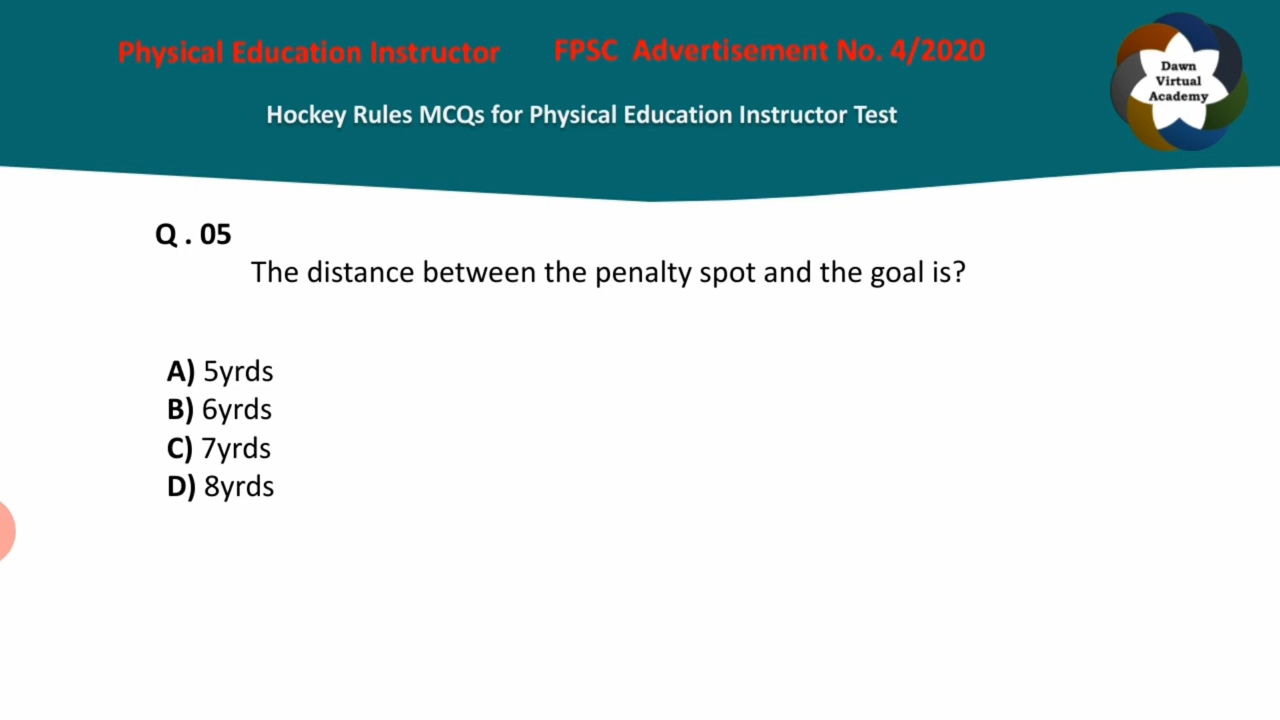 Physical Education Instructor FPSC Advertisement No. 4/2020
Hockey Rules MCQs for Physical Education Instructor Test
Dawn
Virtual
Academy
Q . 05
The distance between the penalty spot and the goal is?
A) 5yrds
B) 6yrds
C) 7yrds
D) 8yrds